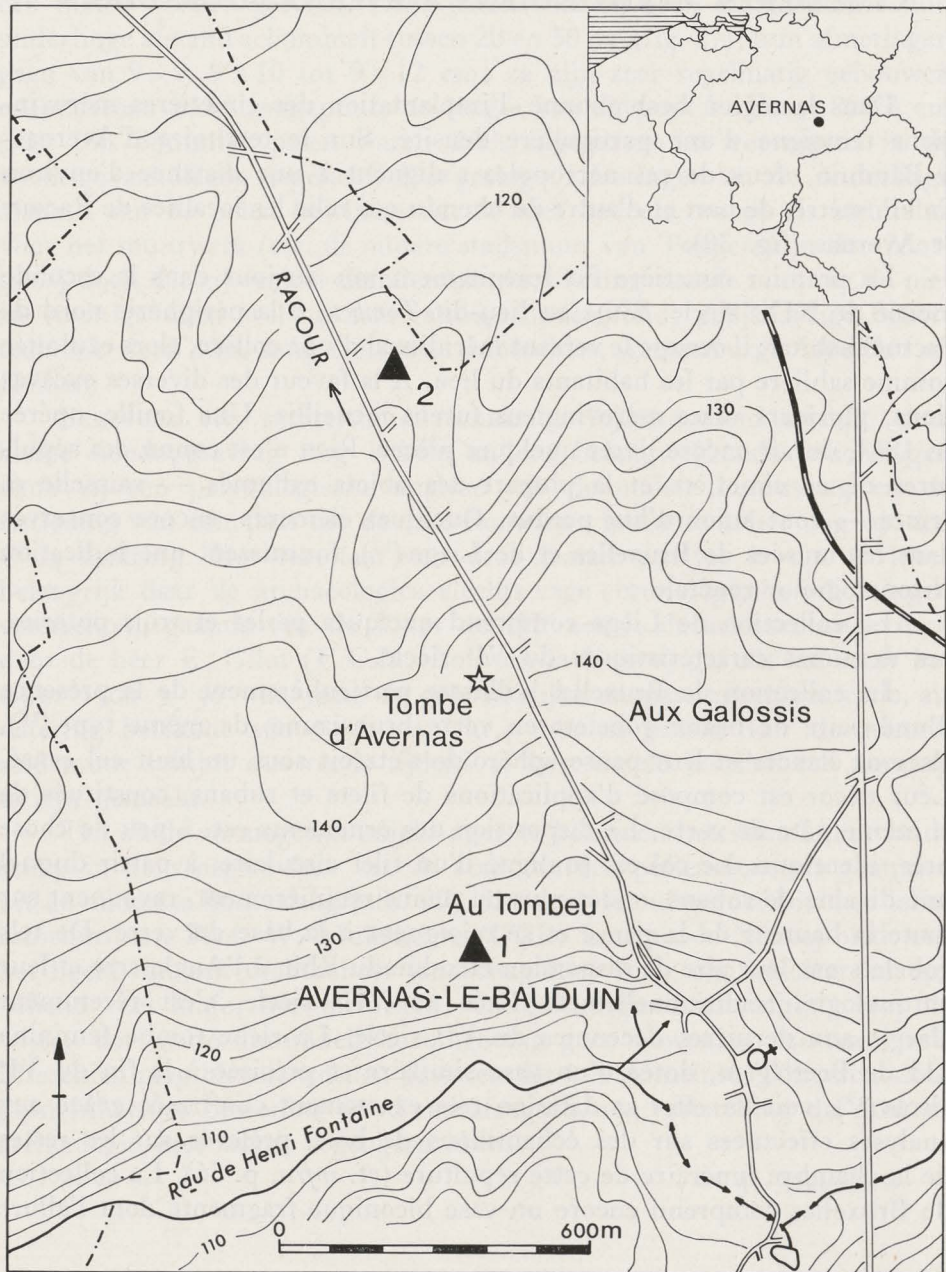 AVERNAS
120
RACOUR
2
130
140
Tombe
d'Avernas
Aux Galossis
140
Au Tombeu
130
1
AVERNAS-LE-BAUDUIN
120
110
Rau de Henri Fontaine
110
0 600m